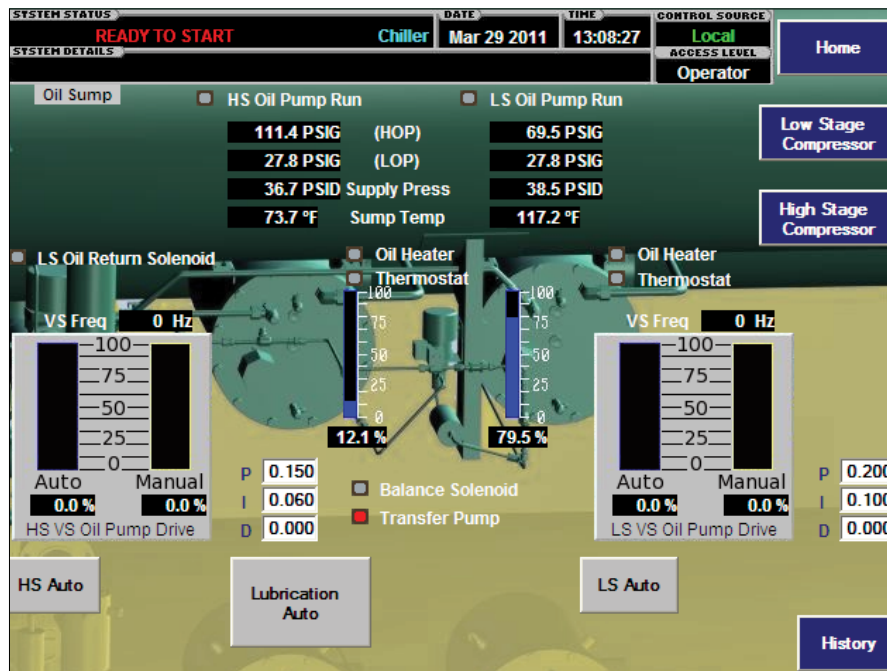 SYSTEM STATUS
READY TO START
Chiller
DATE
Mar 29 2011
TIME
13:08:27
CONTROL SOURCE
Local
ACCESS LEVEL
Operator
SYSTEM DETAILS
Home
Oil Sump
HS Oil Pump Run
LS Oil Pump Run
111.4 PSIG (HOP) 69.5 PSIG
27.8 PSIG (LOP) 27.8 PSIG
36.7 PSID Supply Press 38.5 PSID
73.7 ºF Sump Temp 117.2 ºF
Low Stage
Compressor
High Stage
Compressor
LS Oil Return Solenoid
Oil Heater
Thermostat
Oil Heater
Thermostat
VS Freq 0 Hz
100
75
50
25
0
Auto Manual
0.0 % 0.0 %
HS VS Oil Pump Drive
100
75
50
25
0
12.1 %
100
75
50
25
0
79.5 %
VS Freq 0 Hz
100
75
50
25
0
Auto Manual
0.0 % 0.0 %
LS VS Oil Pump Drive
P 0.150
I 0.060
D 0.000
Balance Solenoid
Transfer Pump
P 0.200
I 0.100
D 0.000
HS Auto
Lubrication
Auto
LS Auto
History